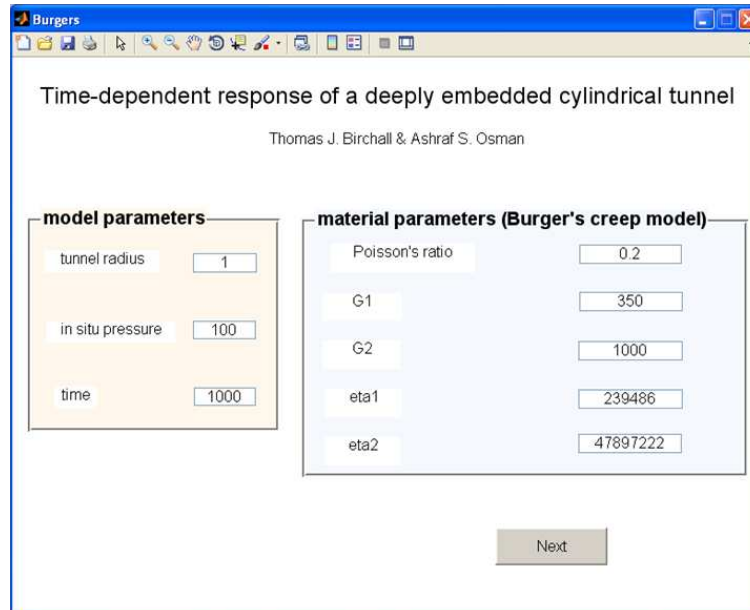 Burgers
Time-dependent response of a deeply embedded cylindrical tunnel
Thomas J. Birchall & Ashraf S. Osman
model parameters
tunnel radius 1
in situ pressure 100
time 1000
material parameters (Burger's creep model)
Poisson's ratio 0.2
G1 350
G2 1000
eta1 239486
eta2 47897222
Next